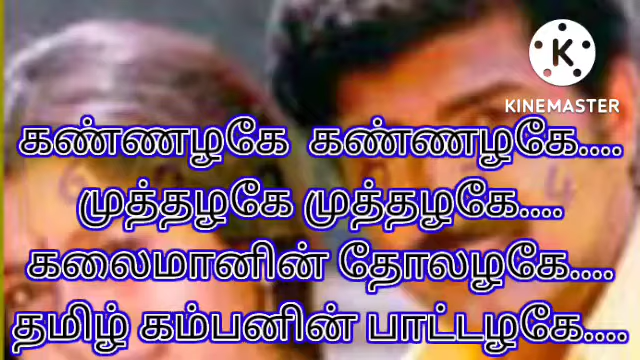 KINEMASTER
கண்ணழகே கண்ணழகே....
முத்தழகே முத்தழகே....
கலைமானின் தோலழகே....
தமிழ் கம்பனின் பாட்டழகே....